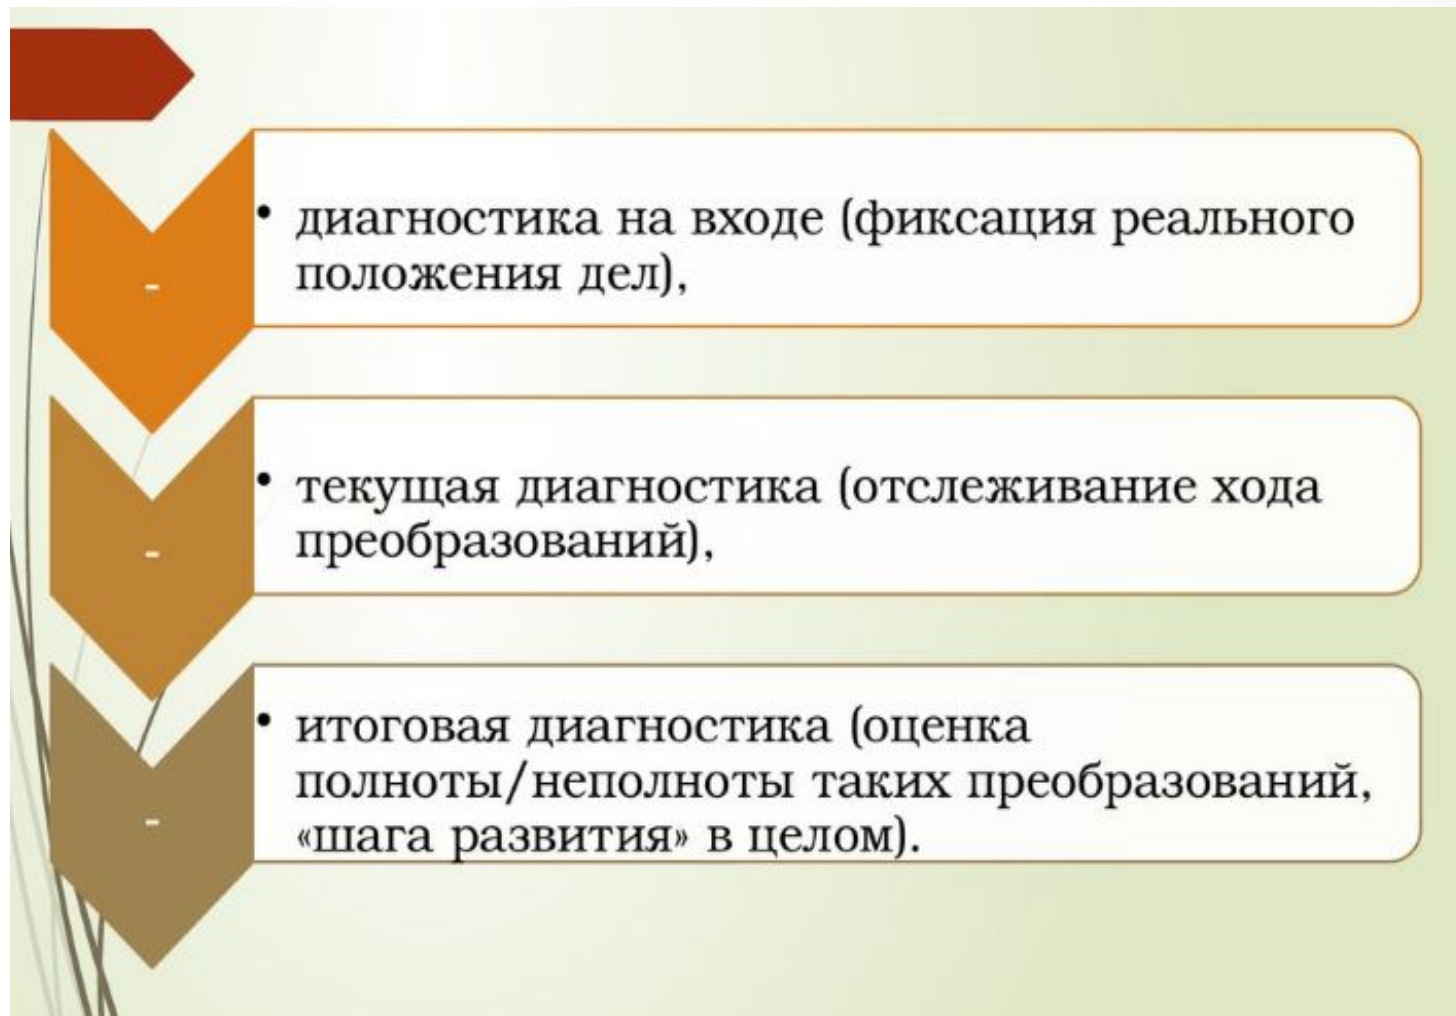 -
• диагностика на входе (фиксация реального
положения дел),
-
• текущая диагностика (отслеживание хода
преобразований),
-
• итоговая диагностика (оценка
полноты/неполноты таких преобразований,
«шага развития» в целом).